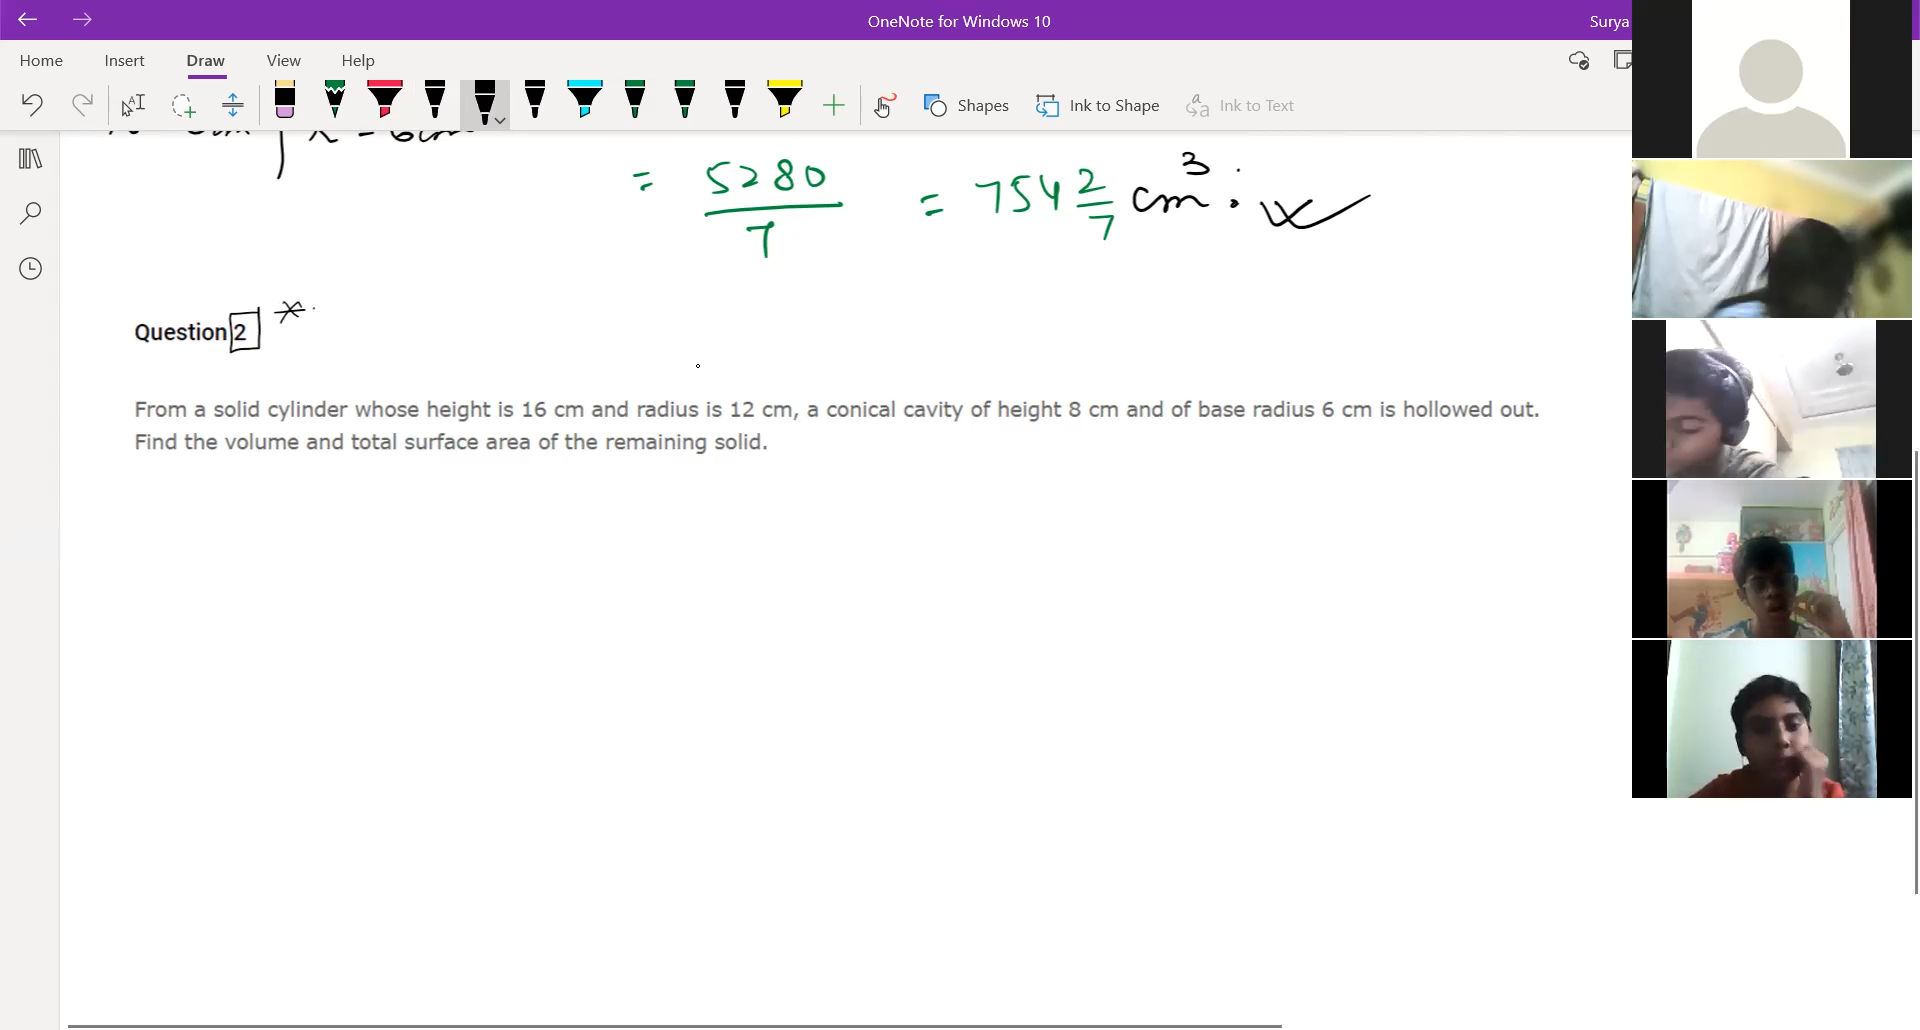 OneNote for Windows 10
Surya
Home Insert Draw View Help
Shapes Ink to Shape Ink to Text
= 6cm
= 5280/7 = 754 2/7 cm³.
Question 2 *
From a solid cylinder whose height is 16 cm and radius is 12 cm, a conical cavity of height 8 cm and of base radius 6 cm is hollowed out.
Find the volume and total surface area of the remaining solid.